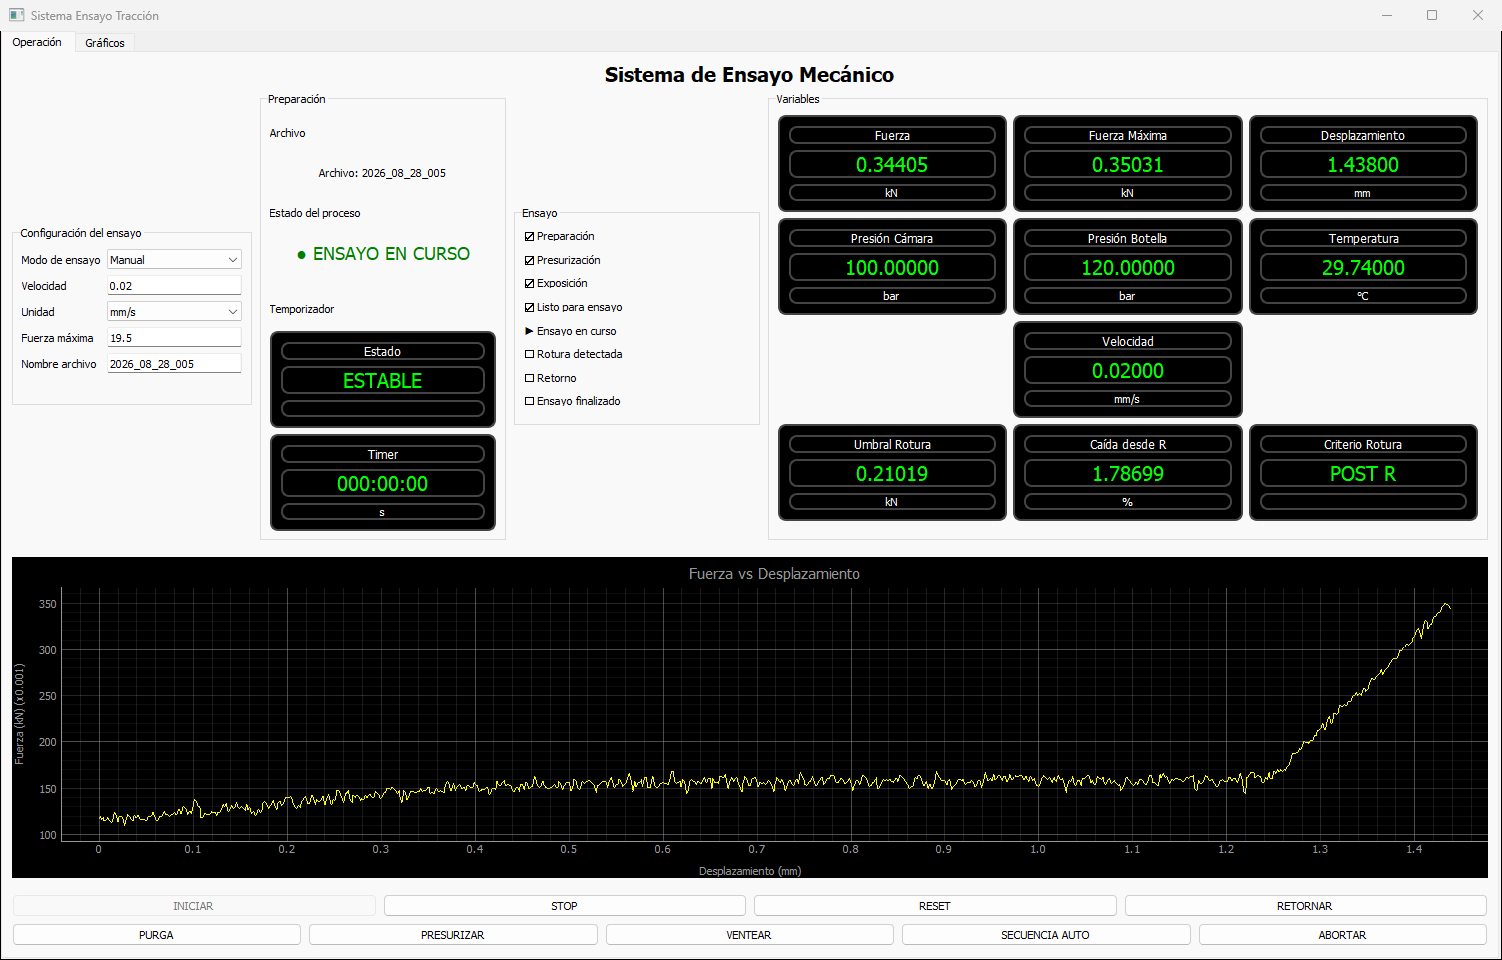 Sistema Ensayo Tracción
Operación
Gráficos
Sistema de Ensayo Mecánico
Configuración del ensayo
Modo de ensayo
Manual
Velocidad
0.02
Unidad
mm/s
Fuerza máxima
19.5
Nombre archivo
2026_08_28_005
Preparación
Archivo
Archivo: 2026_08_28_005
Estado del proceso
● ENSAYO EN CURSO
Temporizador
Estado
ESTABLE
Timer
000:00:00
s
Ensayo
☑ Preparación
☑ Presurización
☑ Exposición
☑ Listo para ensayo
▶ Ensayo en curso
☐ Rotura detectada
☐ Retorno
☐ Ensayo finalizado
Variables
Fuerza
0.34405
kN
Fuerza Máxima
0.35031
kN
Desplazamiento
1.43800
mm
Presión Cámara
100.00000
bar
Presión Botella
120.00000
bar
Temperatura
29.74000
°C
Velocidad
0.02000
mm/s
Umbral Rotura
0.21019
kN
Caída desde R
1.78699
%
Criterio Rotura
POST R
Fuerza vs Desplazamiento
Fuerza (kN) (x0.001)
350
300
250
200
150
100
0 0.1 0.2 0.3 0.4 0.5 0.6 0.7 0.8 0.9 1.0 1.1 1.2 1.3 1.4
Desplazamiento (mm)
INICIAR
STOP
RESET
RETORNAR
PURGA
PRESURIZAR
VENTEAR
SECUENCIA AUTO
ABORTAR